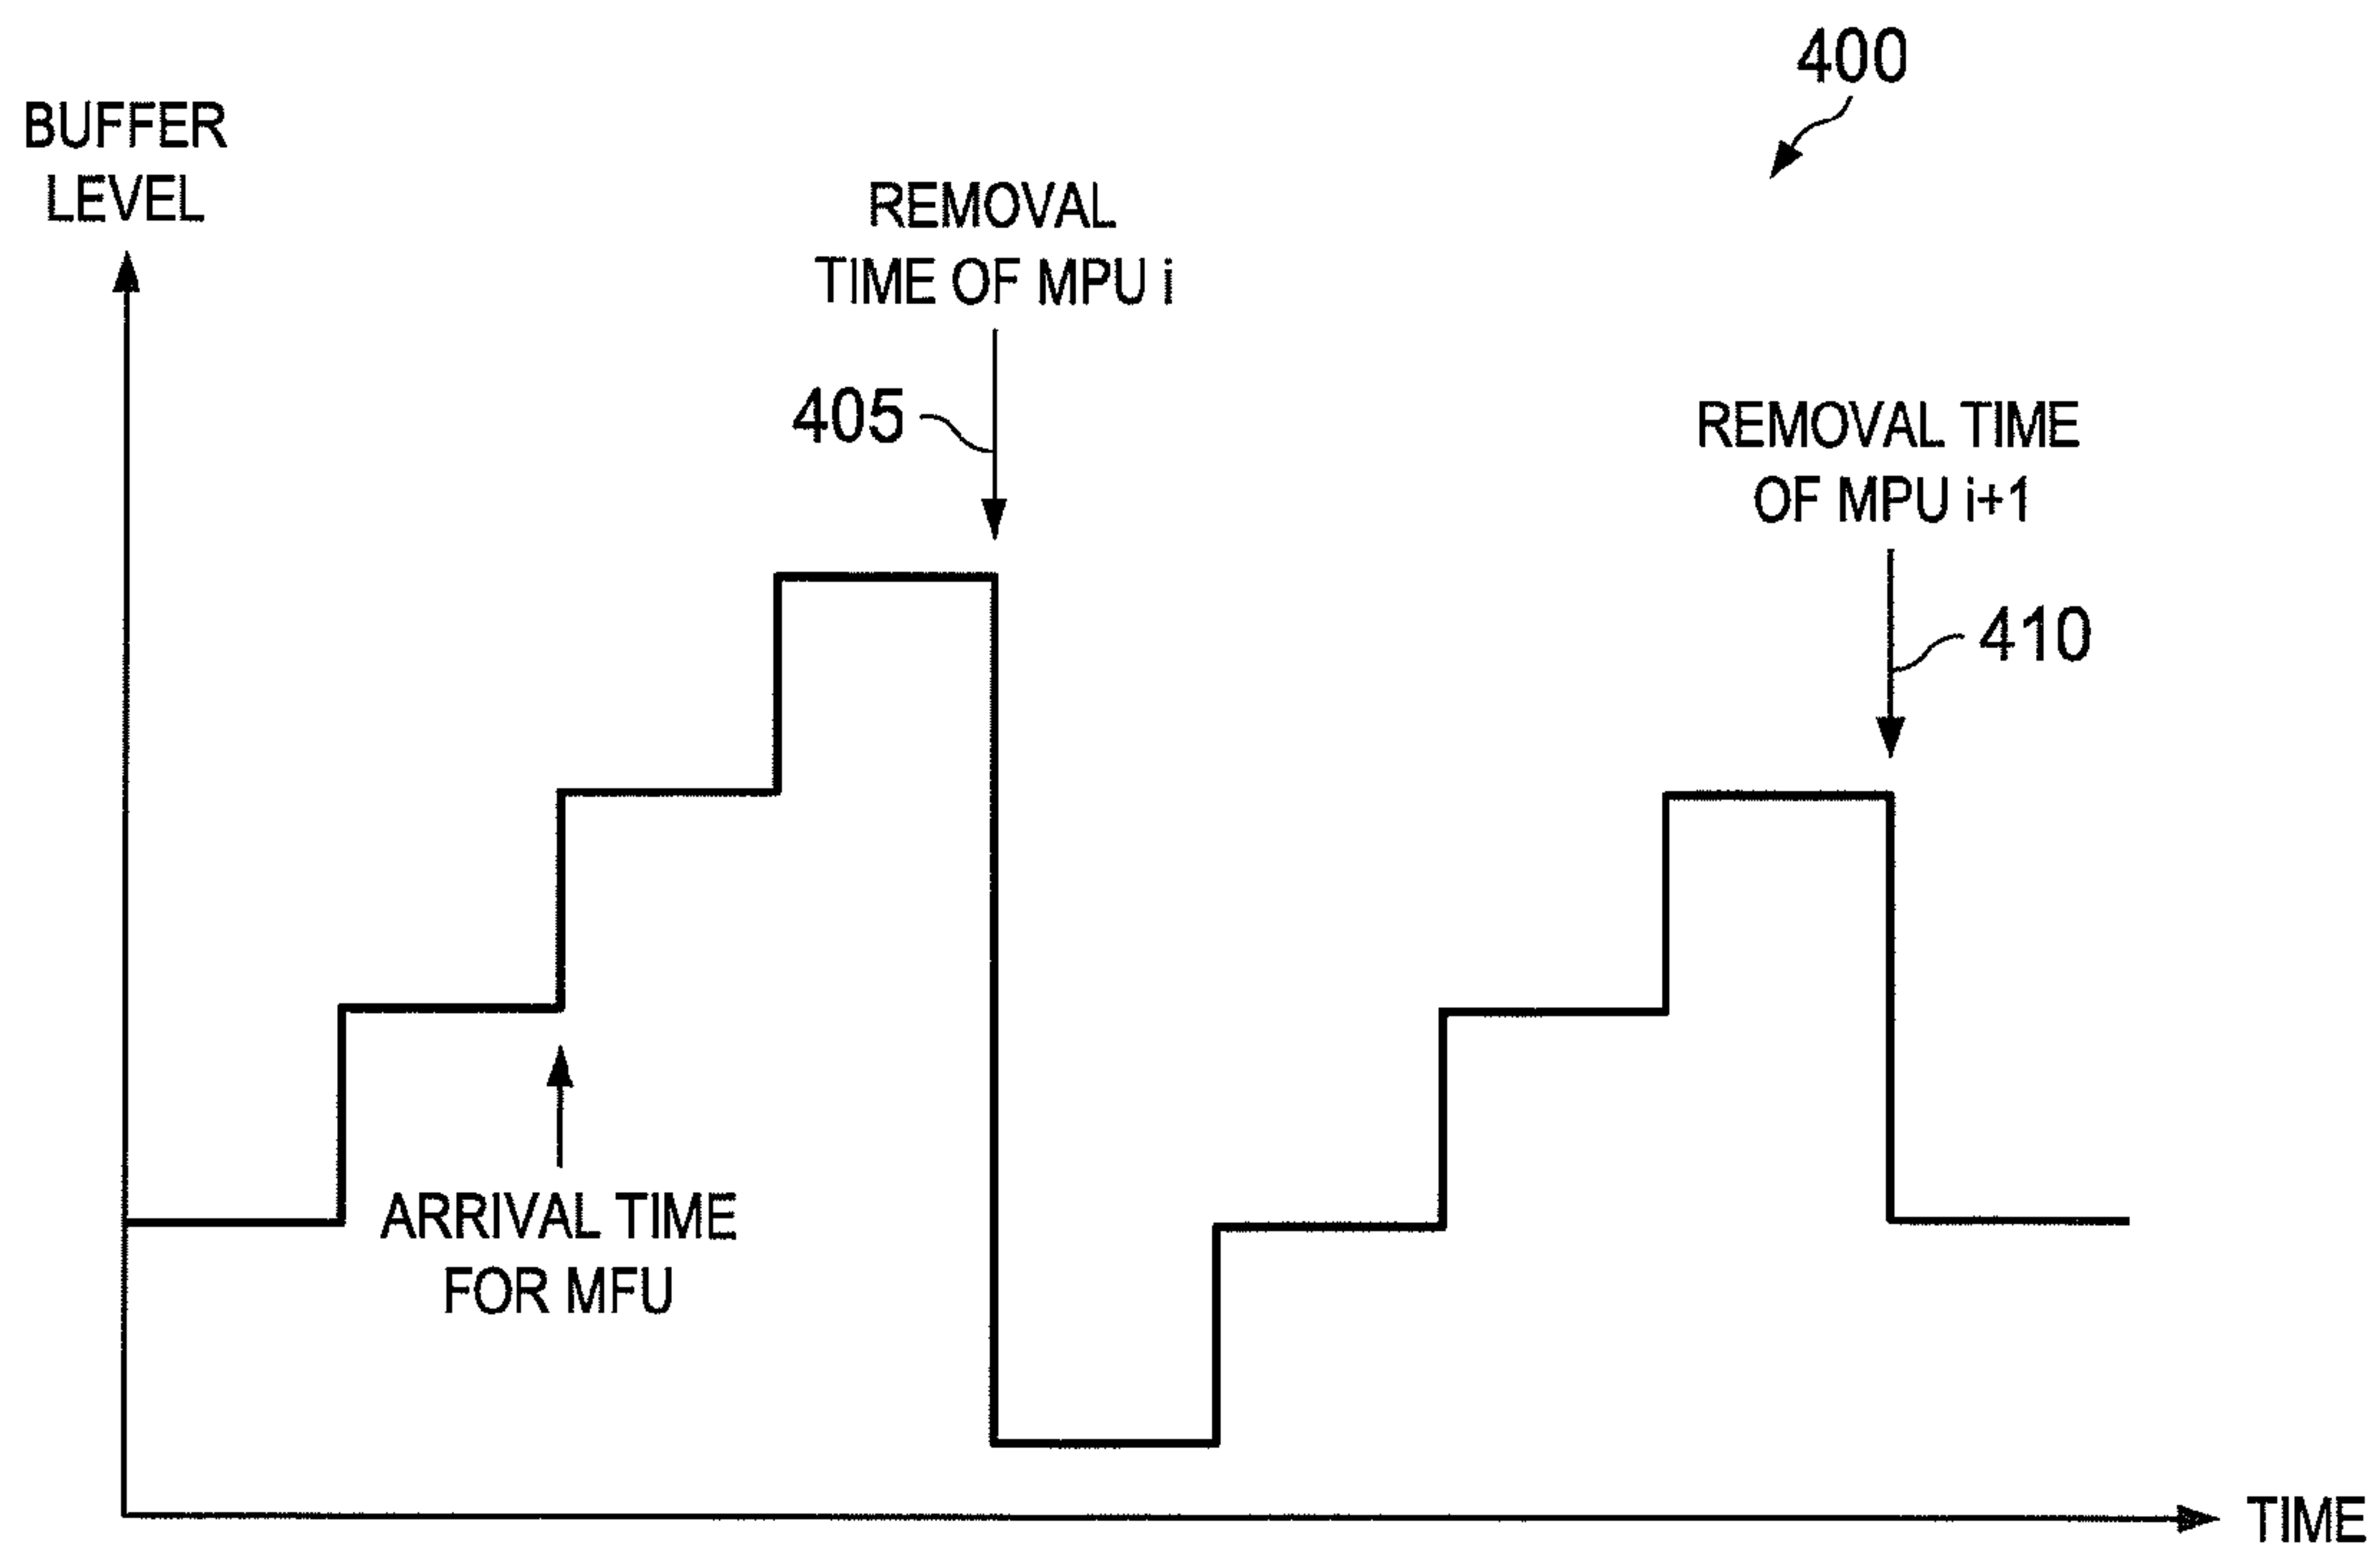 400
BUFFER
LEVEL
REMOVAL
TIME OF MPU i
405
REMOVAL TIME
OF MPU i+1
410
ARRIVAL TIME
FOR MFU
TIME